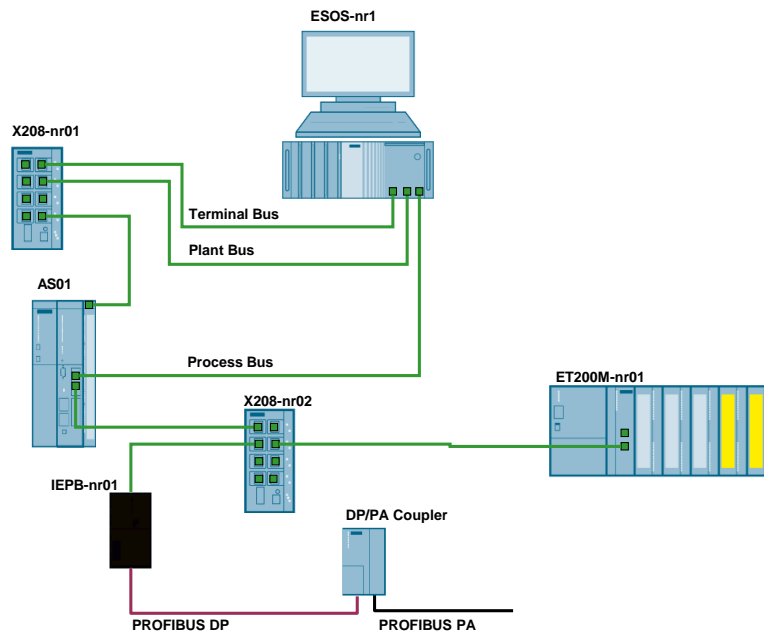 ESOS-nr1
X208-nr01
Terminal Bus
Plant Bus
AS01
Process Bus
ET200M-nr01
X208-nr02
IEPB-nr01
DP/PA Coupler
PROFIBUS DP
PROFIBUS PA